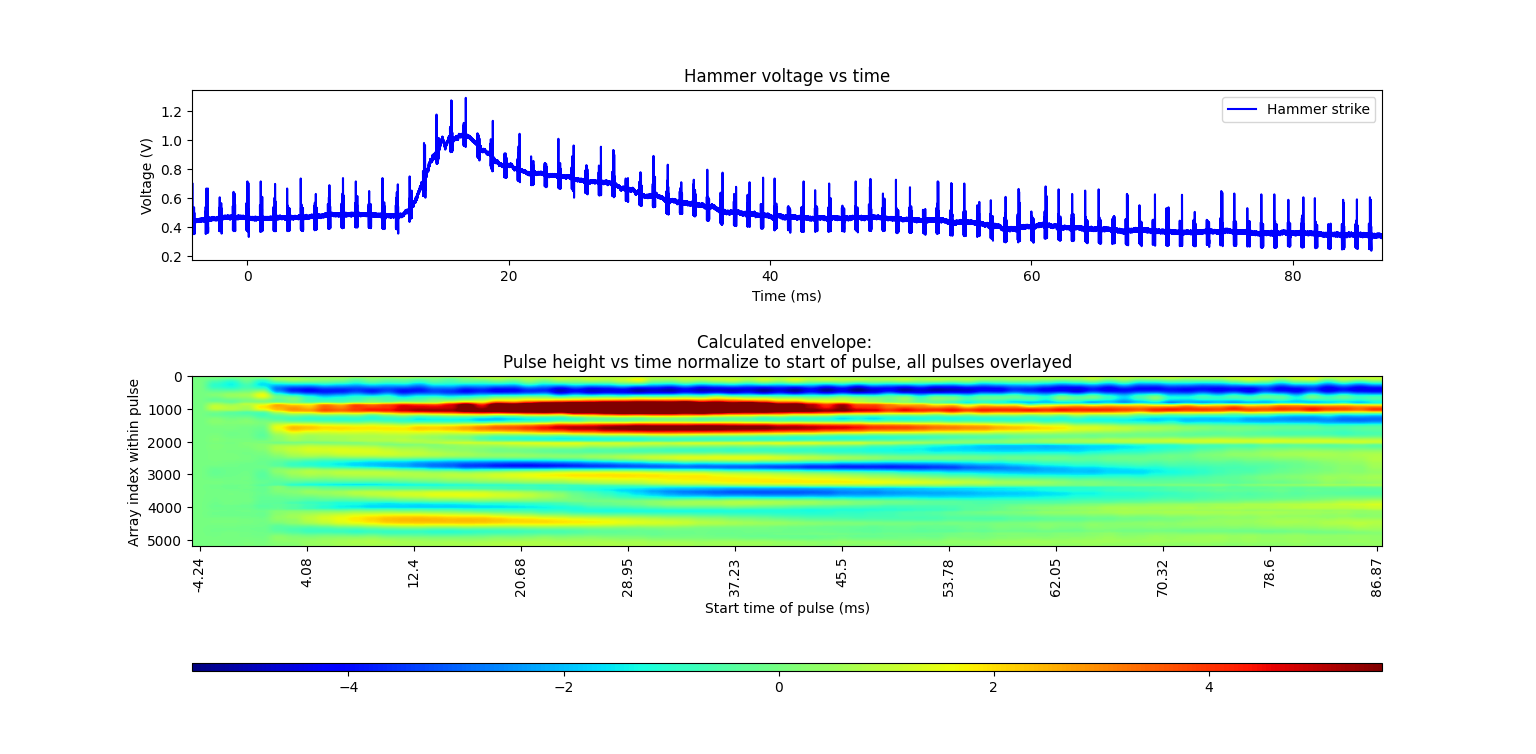 Hammer voltage vs time
Hammer strike
Voltage (V)
1.2
1.0
0.8
0.6
0.4
0.2
0 20 40 60 80
Time (ms)
Calculated envelope:
Pulse height vs time normalize to start of pulse, all pulses overlayed
Array index within pulse
0
1000
2000
3000
4000
5000
-4.24 4.08 12.4 20.68 28.95 37.23 45.5 53.78 62.05 70.32 78.6 86.87
Start time of pulse (ms)
−4 −2 0 2 4